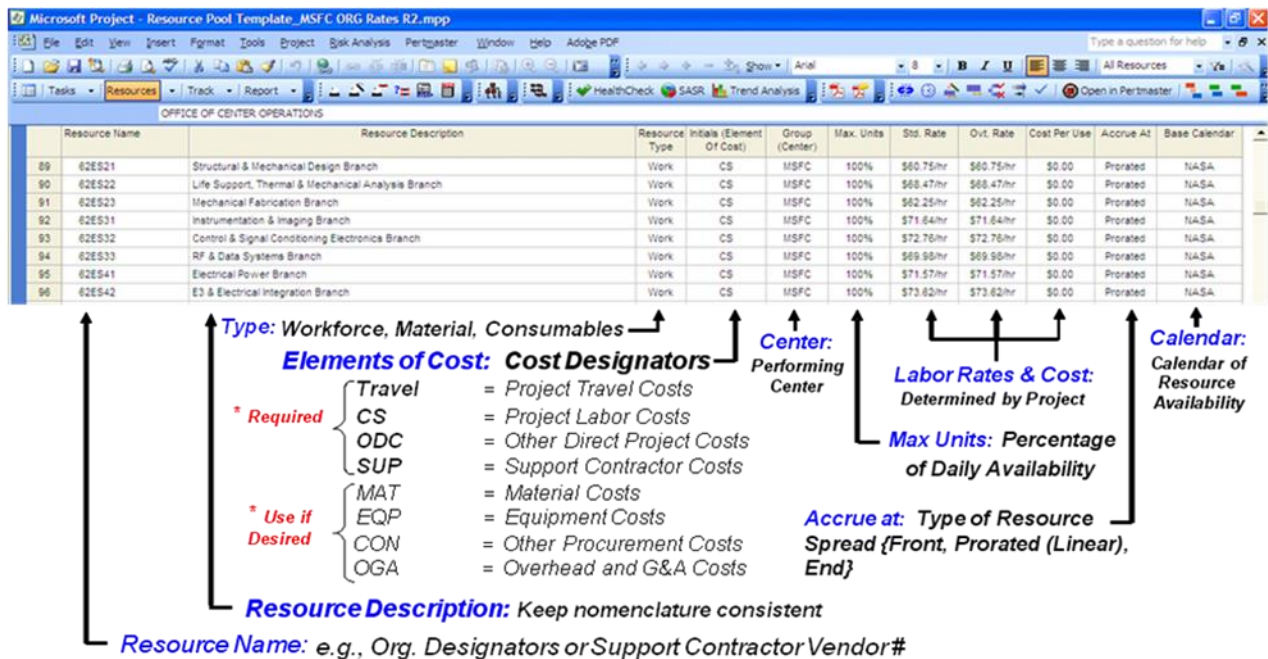 Microsoft Project - Resource Pool Template_MSFC ORG Rates R2.mpp
File Edit View Insert Format Tools Project Risk Analysis Pertmaster Window Help Adobe PDF Type a question for help
Show Arial 8 B I U All Resources
Tasks Resources Track Report HealthCheck SASR Trend Analysis Open in Pertmaster
OFFICE OF CENTER OPERATIONS
Resource Name Resource Description Resource Type Initials (Element Of Cost) Group (Center) Max. Units Std. Rate Ovt. Rate Cost Per Use Accrue At Base Calendar
89 62ES21 Structural & Mechanical Design Branch Work CS MSFC 100% $60.75/hr $60.75/hr $0.00 Prorated NASA
90 62ES22 Life Support, Thermal & Mechanical Analysis Branch Work CS MSFC 100% $68.47/hr $68.47/hr $0.00 Prorated NASA
91 62ES23 Mechanical Fabrication Branch Work CS MSFC 100% $62.25/hr $62.25/hr $0.00 Prorated NASA
92 62ES31 Instrumentation & Imaging Branch Work CS MSFC 100% $71.64/hr $71.64/hr $0.00 Prorated NASA
93 62ES32 Control & Signal Conditioning Electronics Branch Work CS MSFC 100% $72.76/hr $72.76/hr $0.00 Prorated NASA
94 62ES33 RF & Data Systems Branch Work CS MSFC 100% $69.98/hr $69.98/hr $0.00 Prorated NASA
95 62ES41 Electrical Power Branch Work CS MSFC 100% $71.57/hr $71.57/hr $0.00 Prorated NASA
96 62ES42 E3 & Electrical Integration Branch Work CS MSFC 100% $73.62/hr $73.62/hr $0.00 Prorated NASA
Type: Workforce, Material, Consumables
Elements of Cost: Cost Designators
* Required
Travel = Project Travel Costs
CS = Project Labor Costs
ODC = Other Direct Project Costs
SUP = Support Contractor Costs
* Use if
Desired
MAT = Material Costs
EQP = Equipment Costs
CON = Other Procurement Costs
OGA = Overhead and G&A Costs
Center:
Performing
Center
Labor Rates & Cost:
Determined by Project
Calendar:
Calendar of
Resource
Availability
Max Units: Percentage
of Daily Availability
Accrue at: Type of Resource
Spread {Front, Prorated (Linear),
End}
Resource Description: Keep nomenclature consistent
Resource Name: e.g., Org. Designators or Support Contractor Vendor #